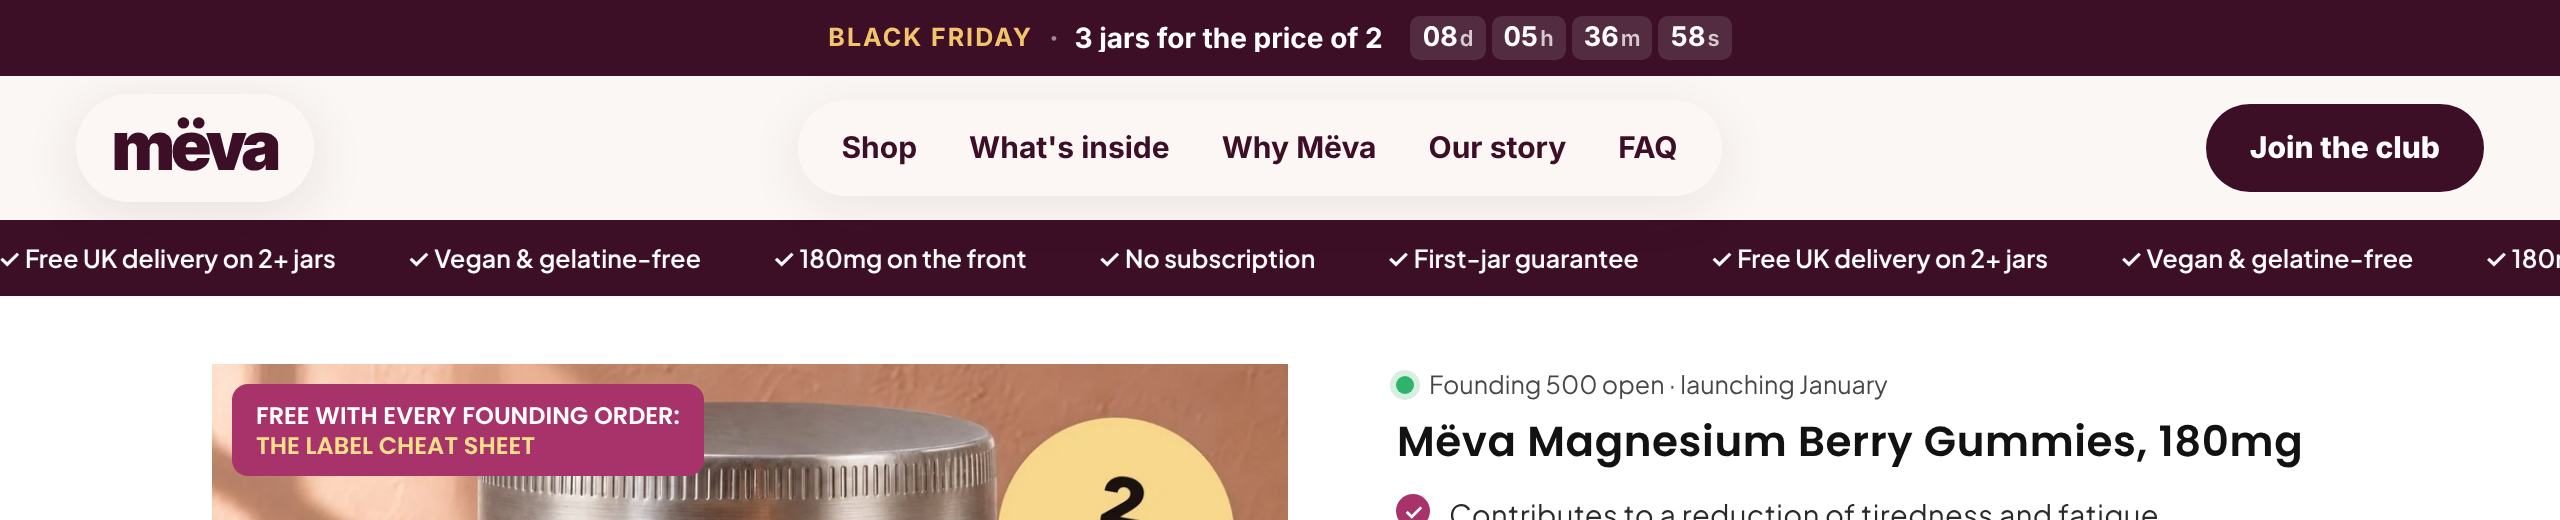 BLACK FRIDAY · 3 jars for the price of 2 08d 05h 36m 58s
mëva
Shop What's inside Why Mëva Our story FAQ
Join the club
✓ Free UK delivery on 2+ jars ✓ Vegan & gelatine-free ✓ 180mg on the front ✓ No subscription ✓ First-jar guarantee ✓ Free UK delivery on 2+ jars ✓ Vegan & gelatine-free ✓ 180
FREE WITH EVERY FOUNDING ORDER:
THE LABEL CHEAT SHEET
2
Founding 500 open · launching January
Mëva Magnesium Berry Gummies, 180mg
Contributes to a reduction of tiredness and fatigue